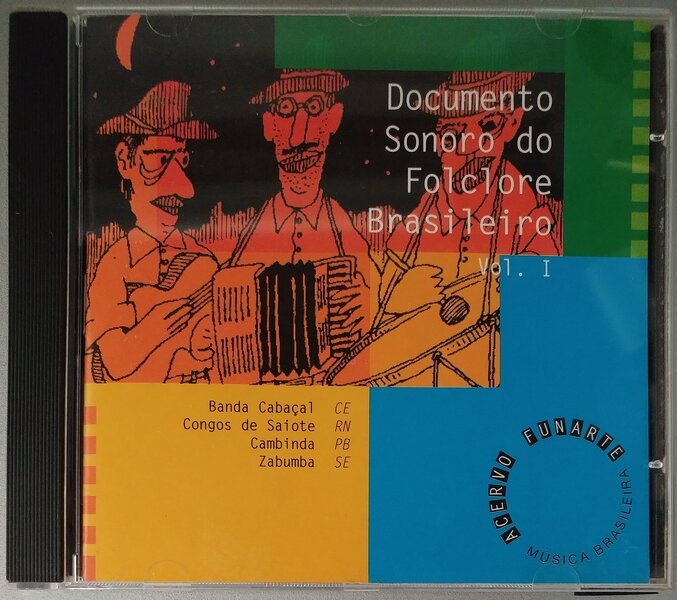 Documento
Sonoro do
Folclore
Brasileiro
Vol. I
Banda Cabaçal CE
Congos de Saiote RN
Cambinda PB
Zabumba SE
ACERVO FUNARTE
MÚSICA BRASILEIRA